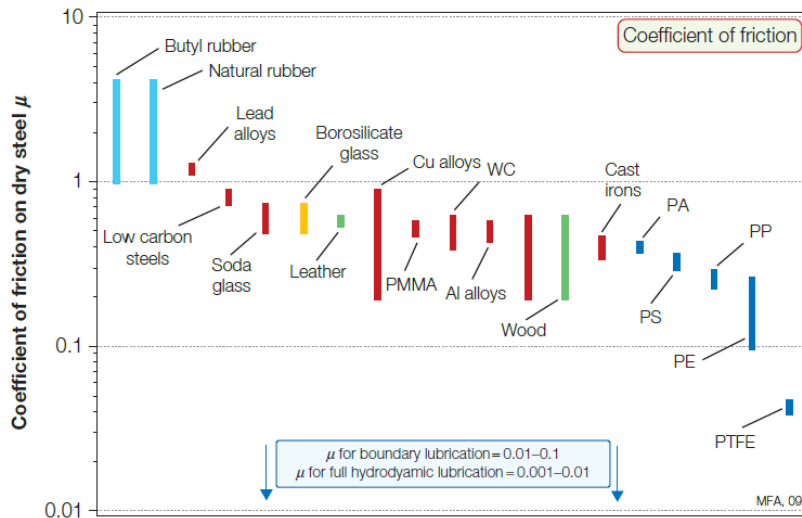 10
Coefficient of friction
Butyl rubber
Natural rubber
Lead
alloys
Borosilicate
glass
Cu alloys
WC
Cast
irons
PA
PP
1
Low carbon
steels
Soda
glass
Leather
PMMA
Al alloys
Wood
PS
PE
PTFE
0.1
0.01
Coefficient of friction on dry steel μ
μ for boundary lubrication = 0.01–0.1
μ for full hydrodyamic lubrication = 0.001–0.01
MFA, 09